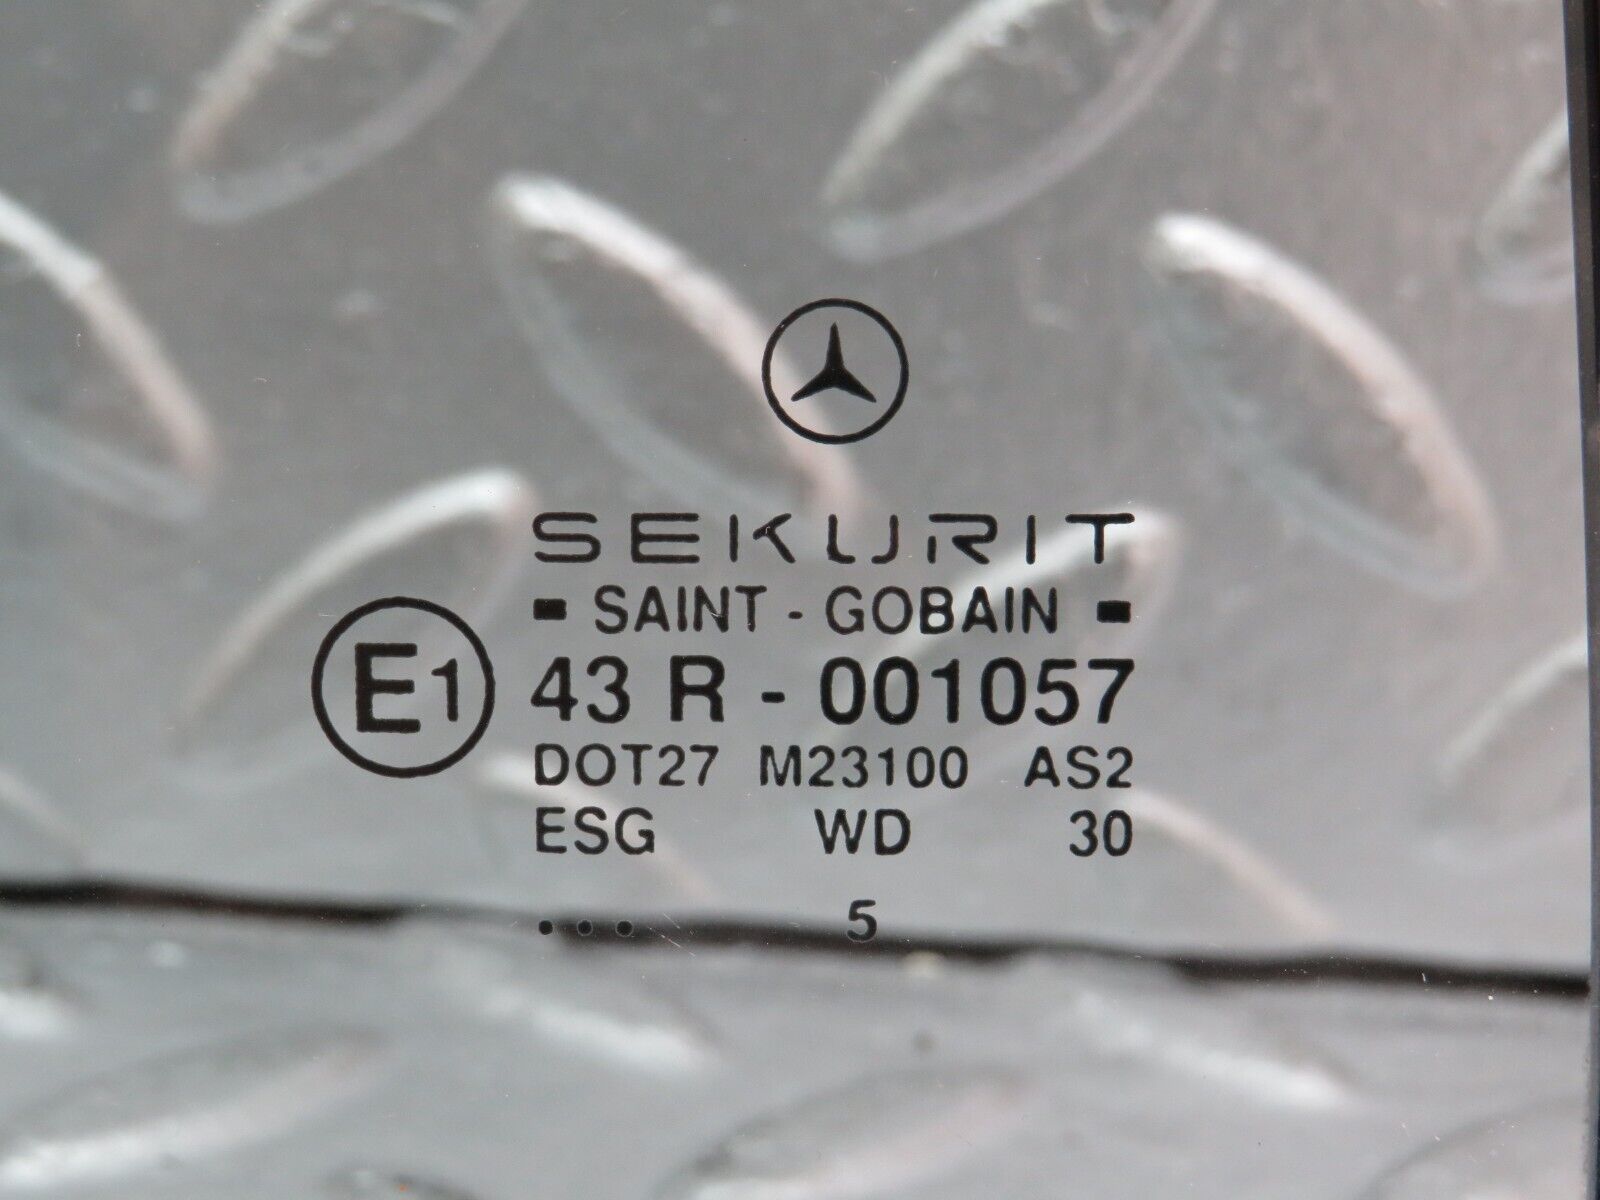 SEKURIT
SAINT - GOBAIN
E1 43 R - 001057
DOT27 M23100 AS2
ESG WD 30
... 5